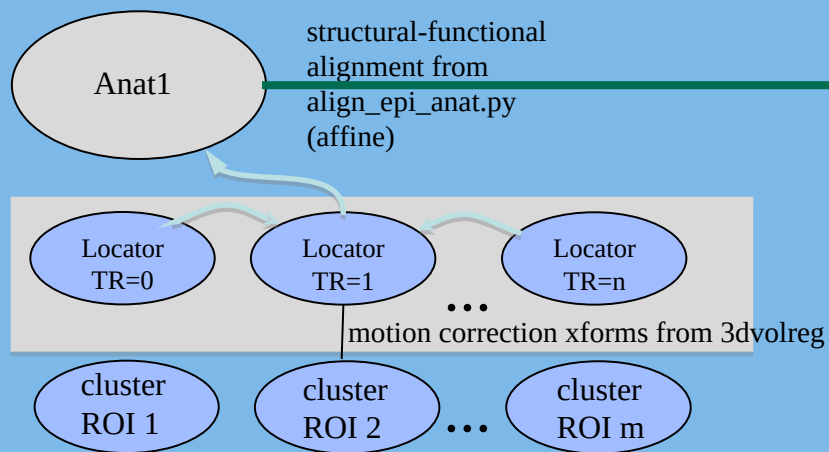 Anat1
structural-functional
alignment from
align_epi_anat.py
(affine)
Locator
TR=0
Locator
TR=1
...
Locator
TR=n
motion correction xforms from 3dvolreg
cluster
ROI 1
cluster
ROI 2
...
cluster
ROI m